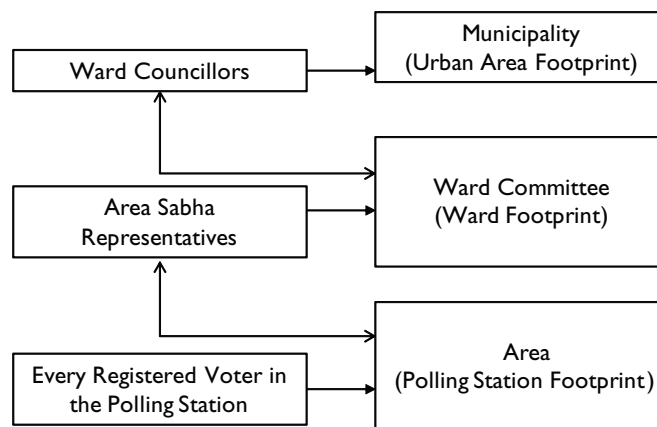 Municipality
(Urban Area Footprint)
Ward Councillors
Ward Committee
(Ward Footprint)
Area Sabha
Representatives
Area
(Polling Station Footprint)
Every Registered Voter in
the Polling Station